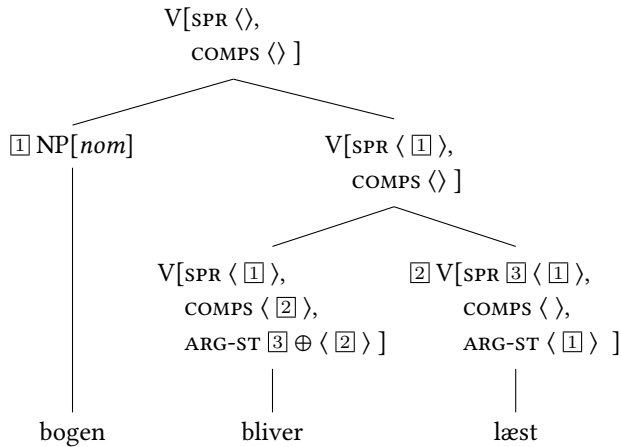 V[SPR ⟨⟩,
COMPS ⟨⟩ ]
1 NP[nom]
V[SPR ⟨ 1 ⟩,
COMPS ⟨⟩ ]
V[SPR ⟨ 1 ⟩,
COMPS ⟨ 2 ⟩,
ARG-ST 3 ⊕ ⟨ 2 ⟩ ]
2 V[SPR 3 ⟨ 1 ⟩,
COMPS ⟨ ⟩,
ARG-ST ⟨ 1 ⟩ ]
bogen bliver læst